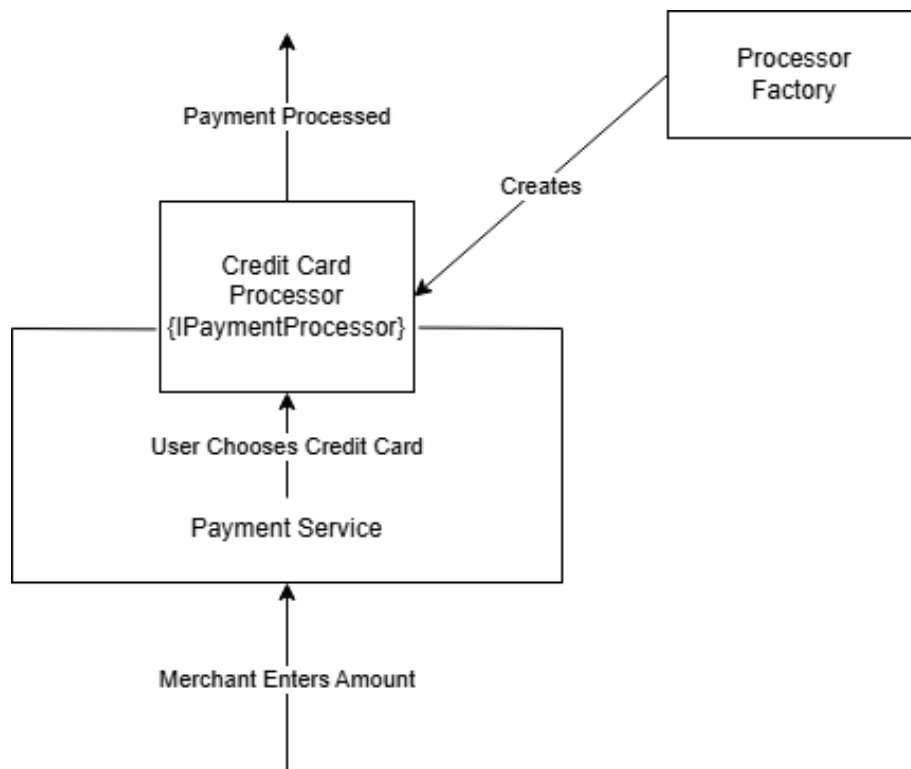 Processor
Factory
Payment Processed
Creates
Credit Card
Processor
{IPaymentProcessor}
User Chooses Credit Card
Payment Service
Merchant Enters Amount